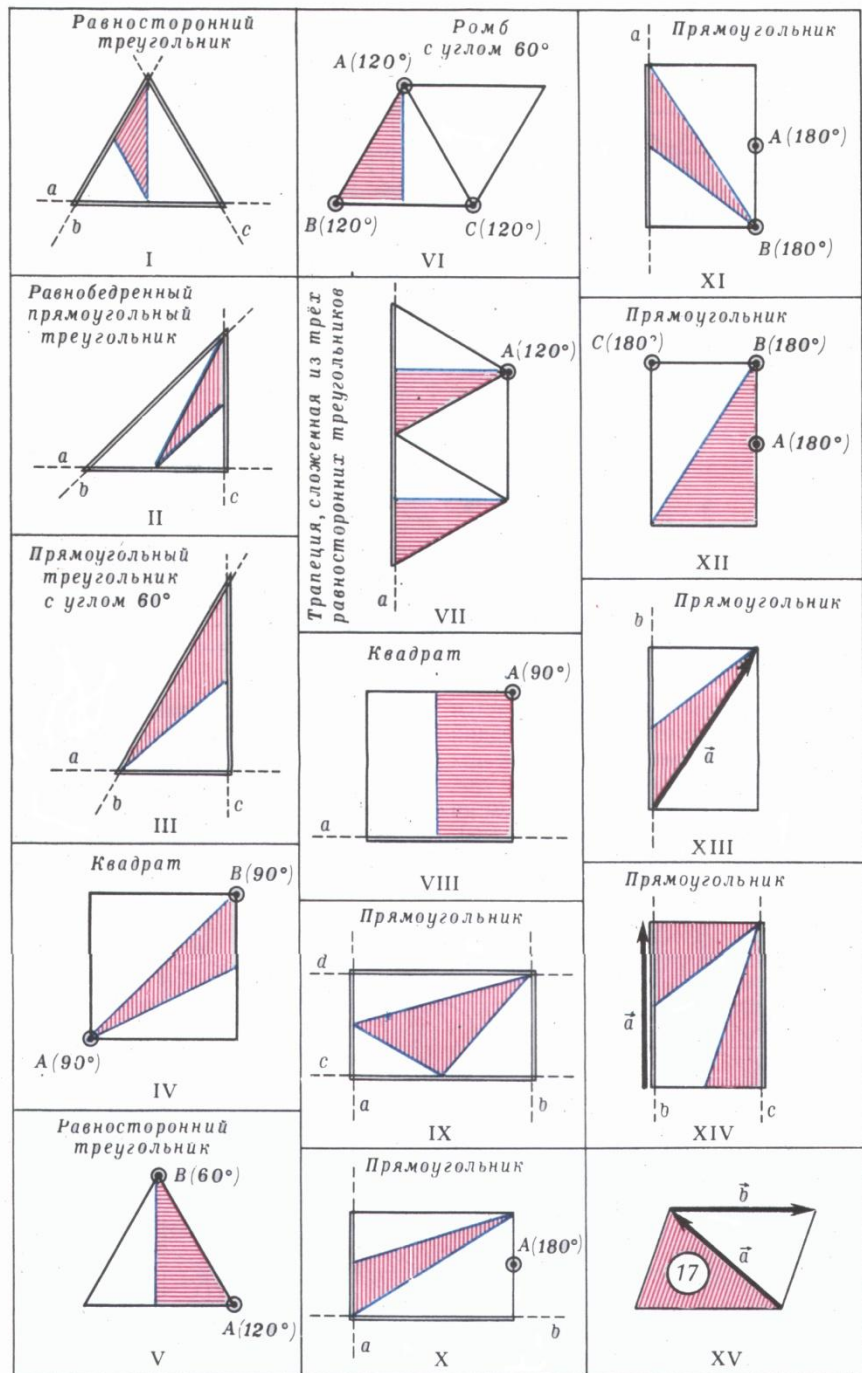 Равносторонний
треугольник
a
b
c
I
Равнобедренный
прямоугольный
треугольник
a
b
c
II
Прямоугольный
треугольник
с углом 60°
a
b
c
III
Квадрат
B(90°)
A(90°)
IV
Равносторонний
треугольник
B(60°)
A(120°)
V
Ромб
с углом 60°
A(120°)
B(120°)
C(120°)
VI
Трапеция, сложенная из трёх
равносторонних треугольников
A(120°)
a
VII
Квадрат
A(90°)
a
VIII
Прямоугольник
d
c
a
b
IX
Прямоугольник
A(180°)
b
a
X
a
Прямоугольник
A(180°)
B(180°)
XI
Прямоугольник
C(180°)
B(180°)
A(180°)
XII
Прямоугольник
b
a⃗
XIII
Прямоугольник
a⃗
b
c
XIV
b⃗
a⃗
17
XV